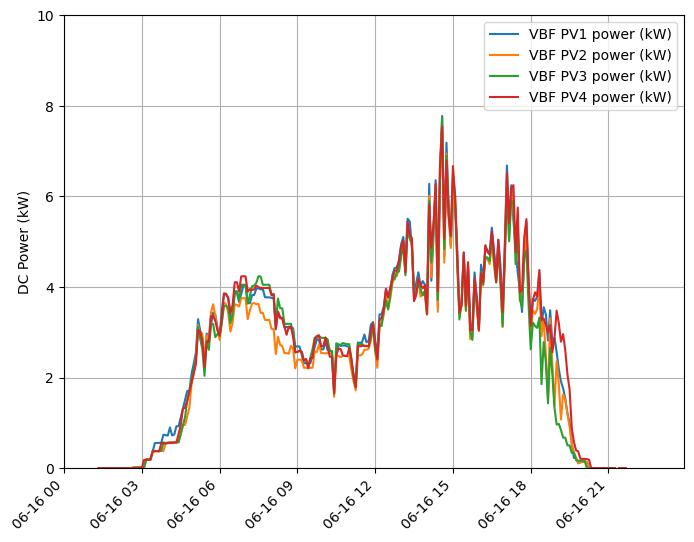 10
8
6
4
2
0
DC Power (kW)
VBF PV1 power (kW)
VBF PV2 power (kW)
VBF PV3 power (kW)
VBF PV4 power (kW)
06-16 00
06-16 03
06-16 06
06-16 09
06-16 12
06-16 15
06-16 18
06-16 21